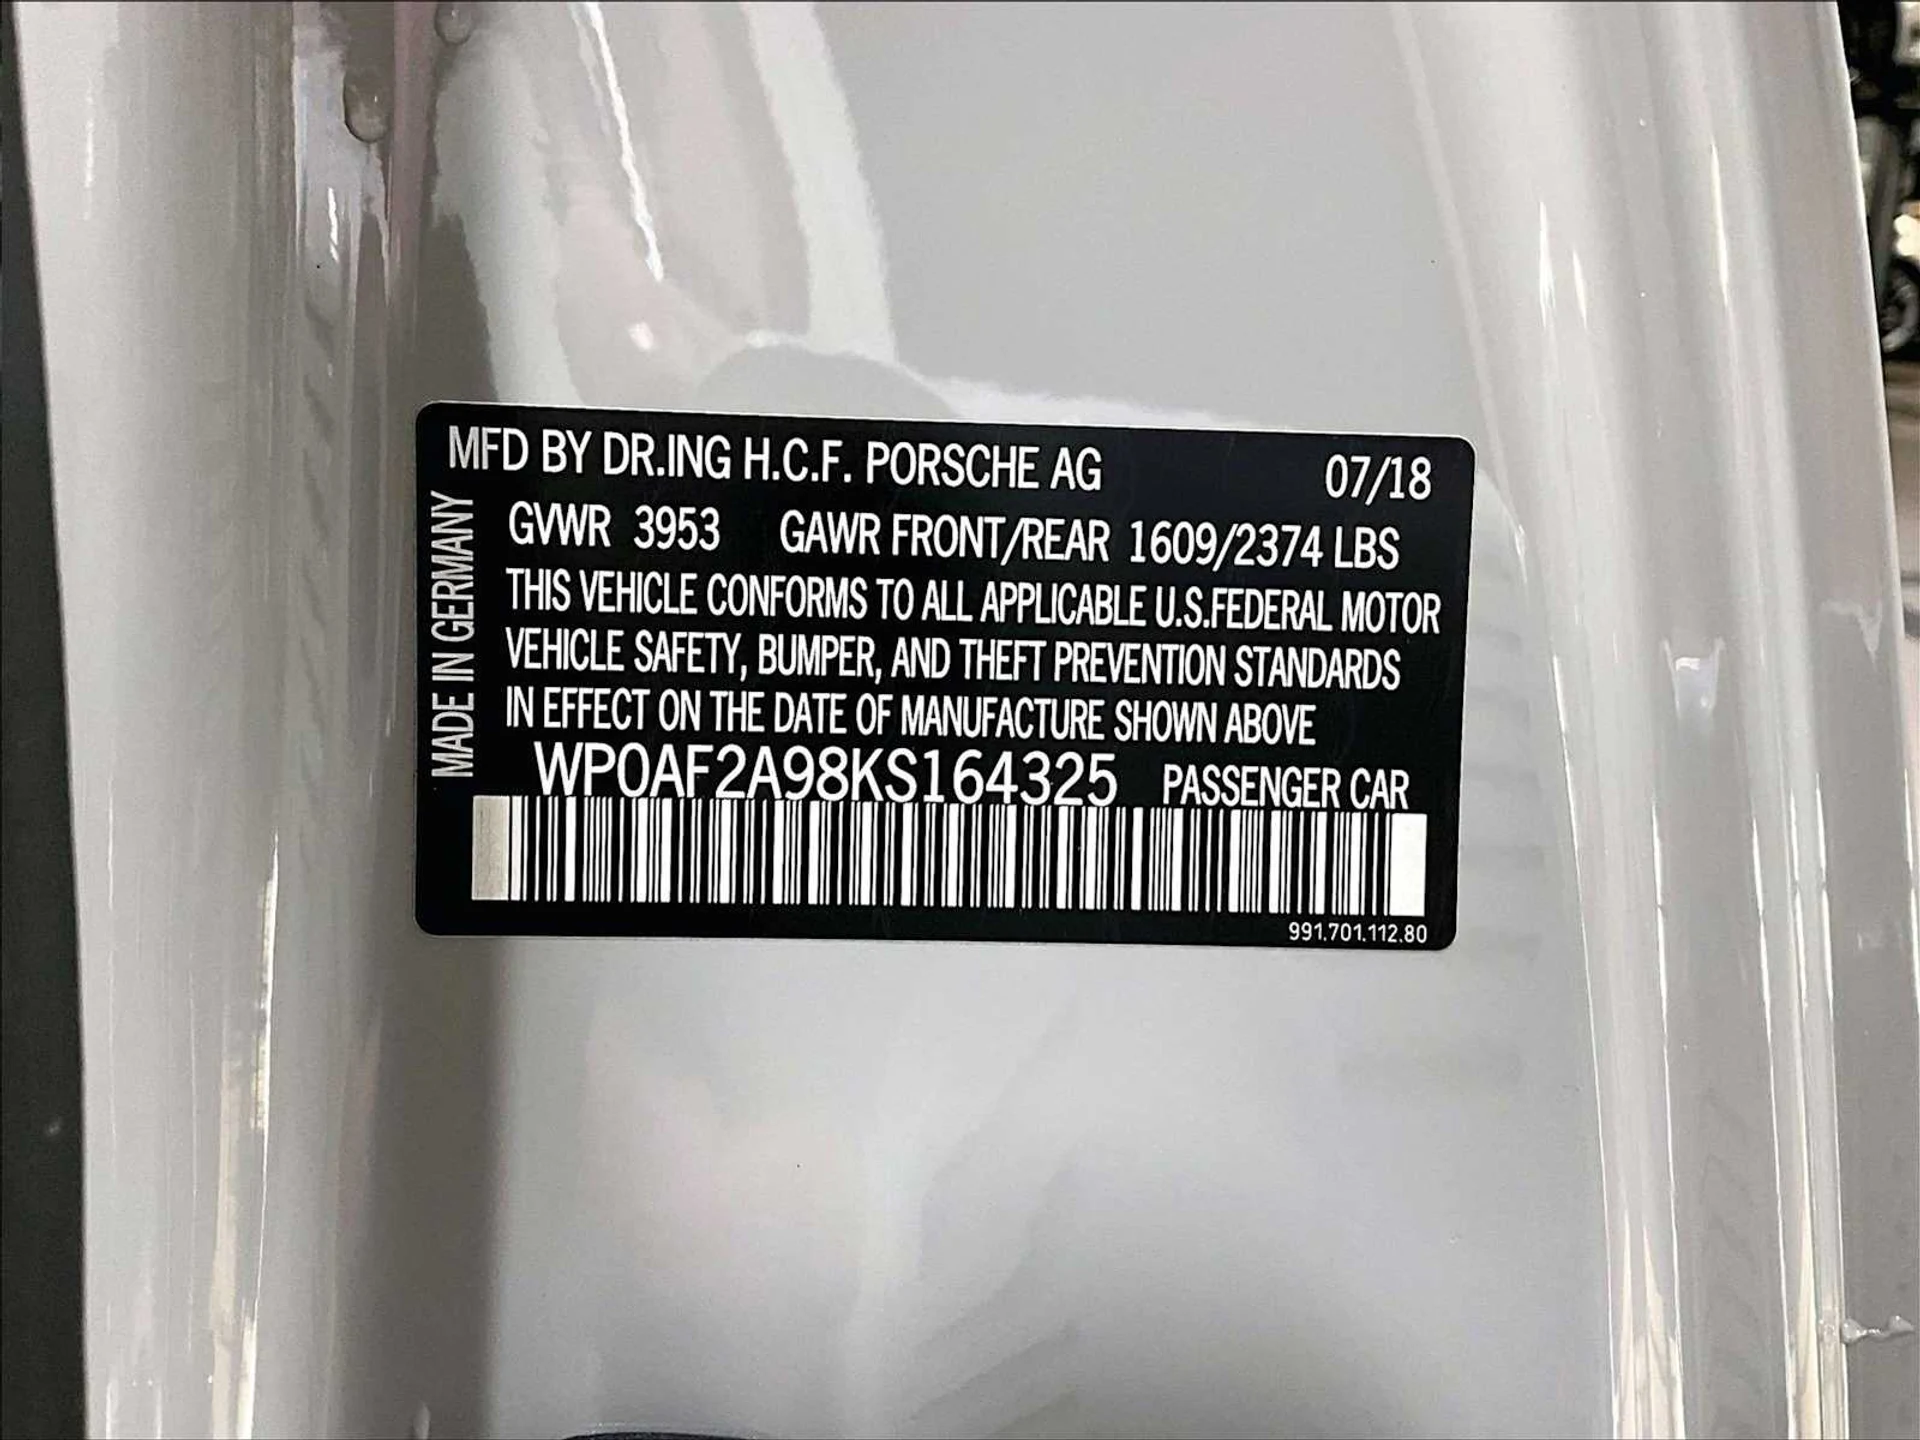 MFD BY DR.ING H.C.F. PORSCHE AG 07/18
GVWR 3953 GAWR FRONT/REAR 1609/2374 LBS
THIS VEHICLE CONFORMS TO ALL APPLICABLE U.S.FEDERAL MOTOR
VEHICLE SAFETY, BUMPER, AND THEFT PREVENTION STANDARDS
IN EFFECT ON THE DATE OF MANUFACTURE SHOWN ABOVE
WP0AF2A98KS164325 PASSENGER CAR
991.701.112.80
MADE IN GERMANY